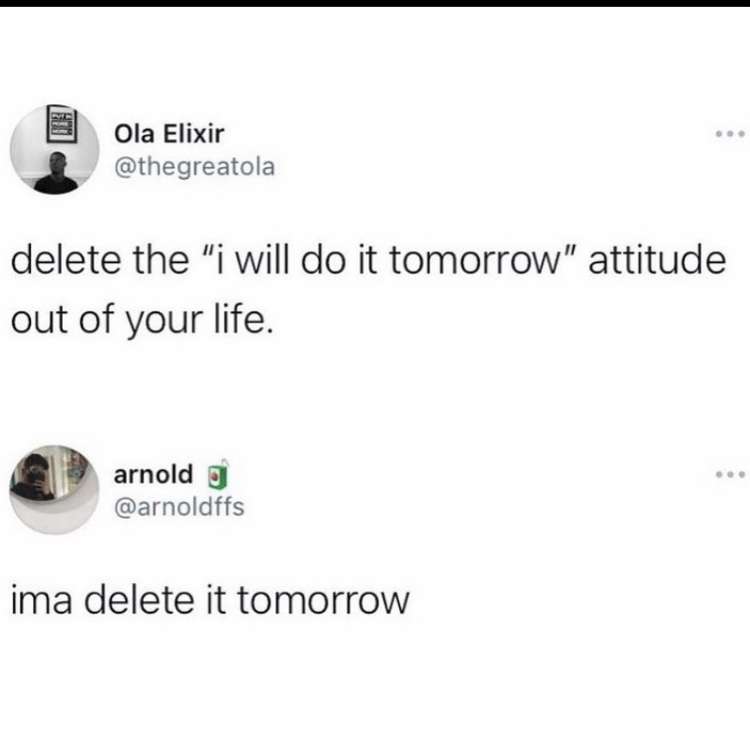 Ola Elixir
@thegreatola
delete the "i will do it tomorrow" attitude
out of your life.
arnold 🧃
@arnoldffs
ima delete it tomorrow